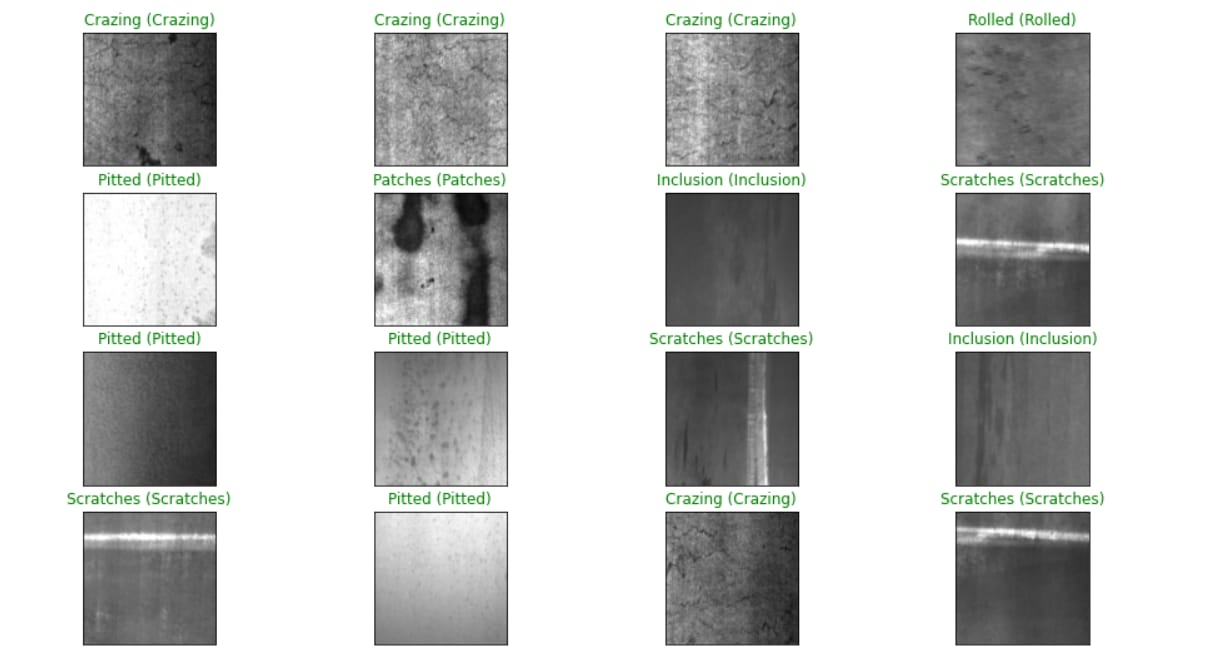 Crazing (Crazing)
Crazing (Crazing)
Crazing (Crazing)
Rolled (Rolled)
Pitted (Pitted)
Patches (Patches)
Inclusion (Inclusion)
Scratches (Scratches)
Pitted (Pitted)
Pitted (Pitted)
Scratches (Scratches)
Inclusion (Inclusion)
Scratches (Scratches)
Pitted (Pitted)
Crazing (Crazing)
Scratches (Scratches)